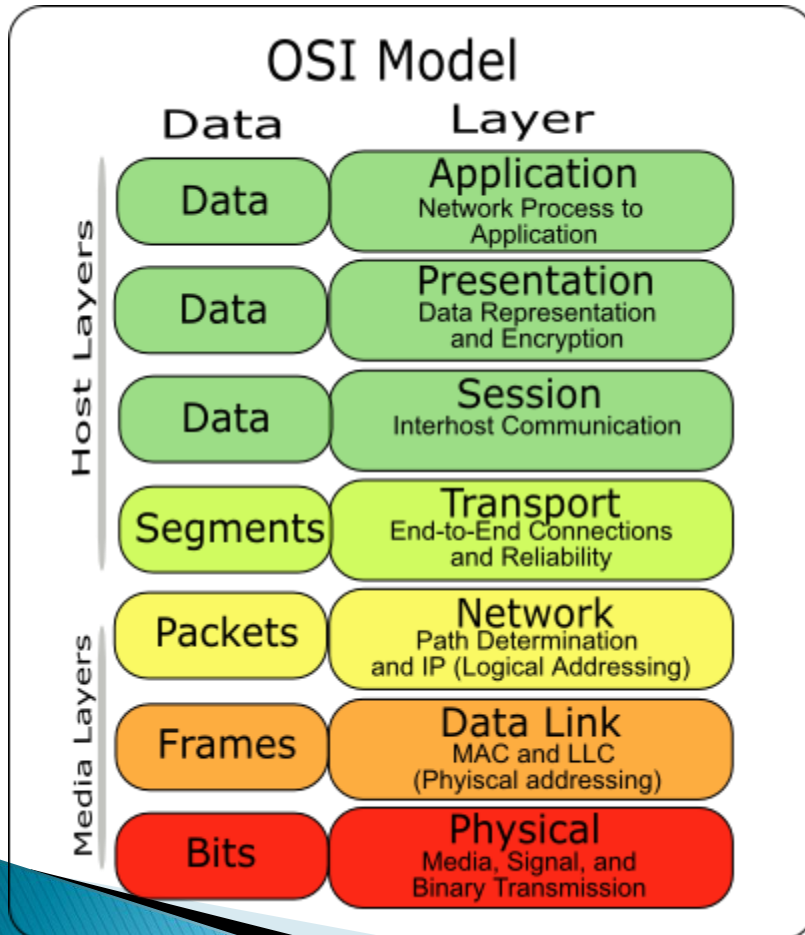 OSI Model
Data Layer
Host Layers
Data Application
Network Process to
Application
Data Presentation
Data Representation
and Encryption
Data Session
Interhost Communication
Segments Transport
End-to-End Connections
and Reliability
Media Layers
Packets Network
Path Determination
and IP (Logical Addressing)
Frames Data Link
MAC and LLC
(Phyiscal addressing)
Bits Physical
Media, Signal, and
Binary Transmission